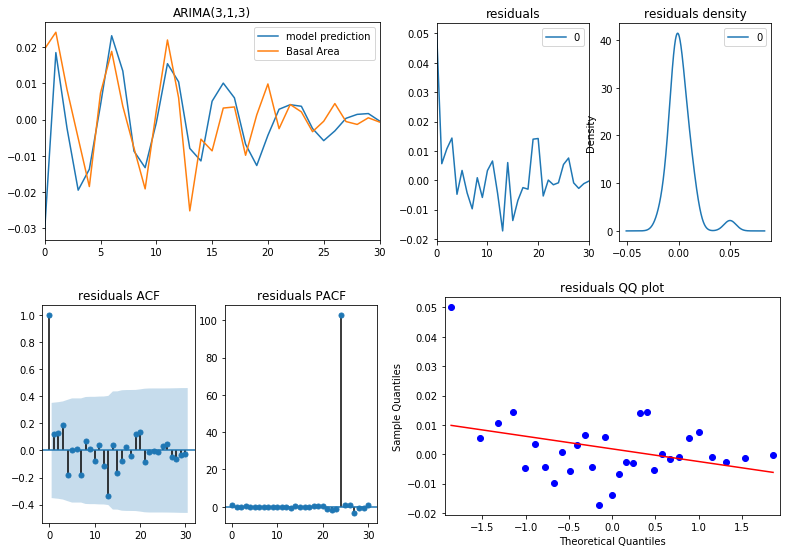 ARIMA(3,1,3)
model prediction
Basal Area
0.02
0.01
0.00
−0.01
−0.02
−0.03
0 5 10 15 20 25 30
residuals
0
0.05
0.04
0.03
0.02
0.01
0.00
−0.01
−0.02
0 10 20 30
residuals density
0
Density
40
30
20
10
0
−0.05 0.00 0.05
residuals ACF
1.0
0.8
0.6
0.4
0.2
0.0
−0.2
−0.4
0 10 20 30
residuals PACF
100
80
60
40
20
0
0 10 20 30
residuals QQ plot
Sample Quantiles
0.05
0.04
0.03
0.02
0.01
0.00
−0.01
−0.02
−1.5 −1.0 −0.5 0.0 0.5 1.0 1.5
Theoretical Quantiles